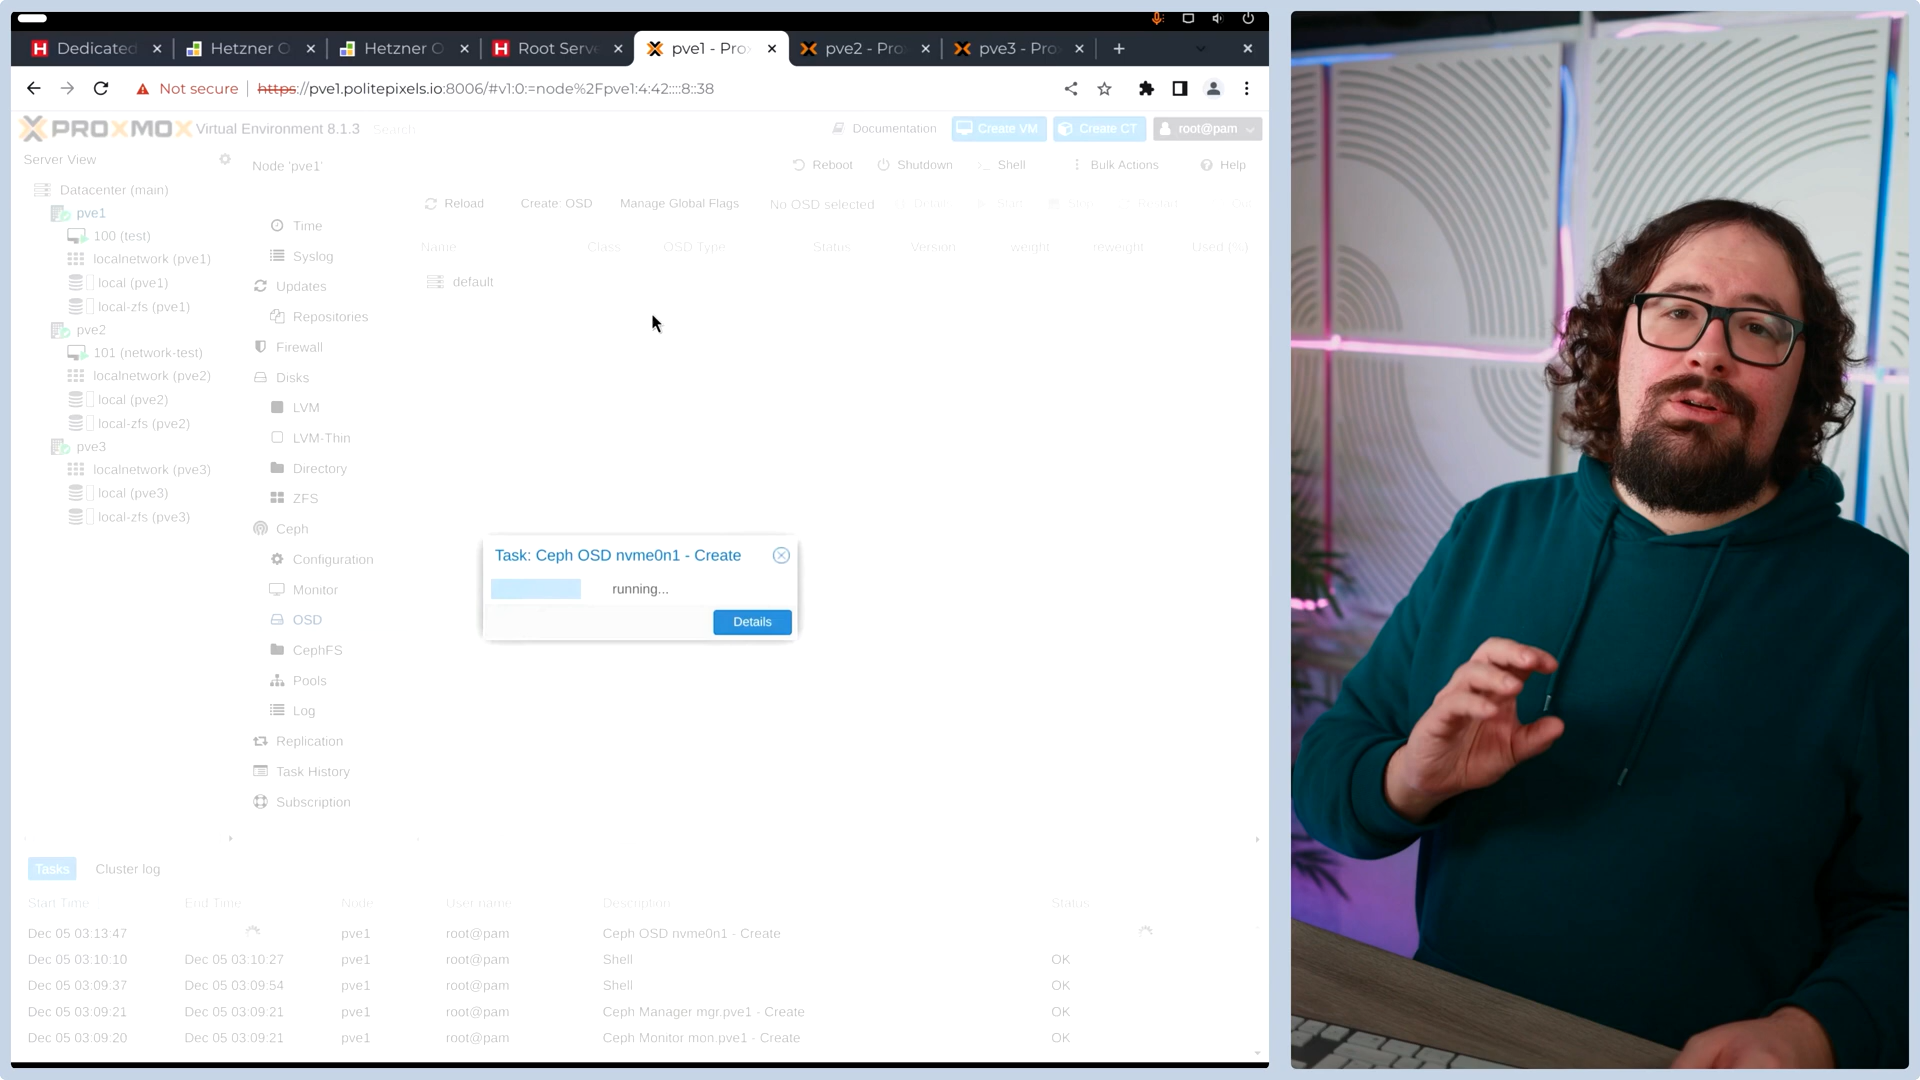 Dedicated
Hetzner O
Hetzner O
Root Serve
pve1 - Pro
pve2 - Pro
pve3 - Pro
Not secure
https://pve1.politepixels.io:8006/#v1:0:=node%2Fpve1:4:42::::8::38
PROXMOX Virtual Environment 8.1.3 Search
Documentation
Create VM
Create CT
root@pam
Server View
Node 'pve1'
Reboot
Shutdown
>_ Shell
Bulk Actions
Help
Datacenter (main)
pve1
100 (test)
localnetwork (pve1)
local (pve1)
local-zfs (pve1)
pve2
101 (network-test)
localnetwork (pve2)
local (pve2)
local-zfs (pve2)
pve3
localnetwork (pve3)
local (pve3)
local-zfs (pve3)
Time
Syslog
Updates
Repositories
Firewall
Disks
LVM
LVM-Thin
Directory
ZFS
Ceph
Configuration
Monitor
OSD
CephFS
Pools
Log
Replication
Task History
Subscription
Reload
Create: OSD
Manage Global Flags
No OSD selected
Details
Start
Stop
Restart
Out
Name Class OSD Type Status Version weight reweight Used (%)
default
Task: Ceph OSD nvme0n1 - Create
running...
Details
Tasks
Cluster log
Start Time End Time Node User name Description Status
Dec 05 03:13:47 pve1 root@pam Ceph OSD nvme0n1 - Create
Dec 05 03:10:10 Dec 05 03:10:27 pve1 root@pam Shell OK
Dec 05 03:09:37 Dec 05 03:09:54 pve1 root@pam Shell OK
Dec 05 03:09:21 Dec 05 03:09:21 pve1 root@pam Ceph Manager mgr.pve1 - Create OK
Dec 05 03:09:20 Dec 05 03:09:21 pve1 root@pam Ceph Monitor mon.pve1 - Create OK